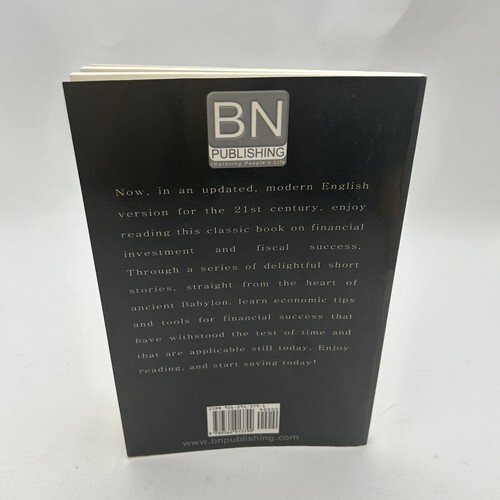 BN
PUBLISHING
Improving People's Life
Now, in an updated, modern English
version for the 21st century, enjoy
reading this classic book on financial
investment and fiscal success.
Through a series of delightful short
stories, straight from the heart of
ancient Babylon, learn economic tips
and tools for financial success that
have withstood the test of time and
that are applicable still today. Enjoy
reading, and start saving today!
ISBN
www.bnpublishing.com